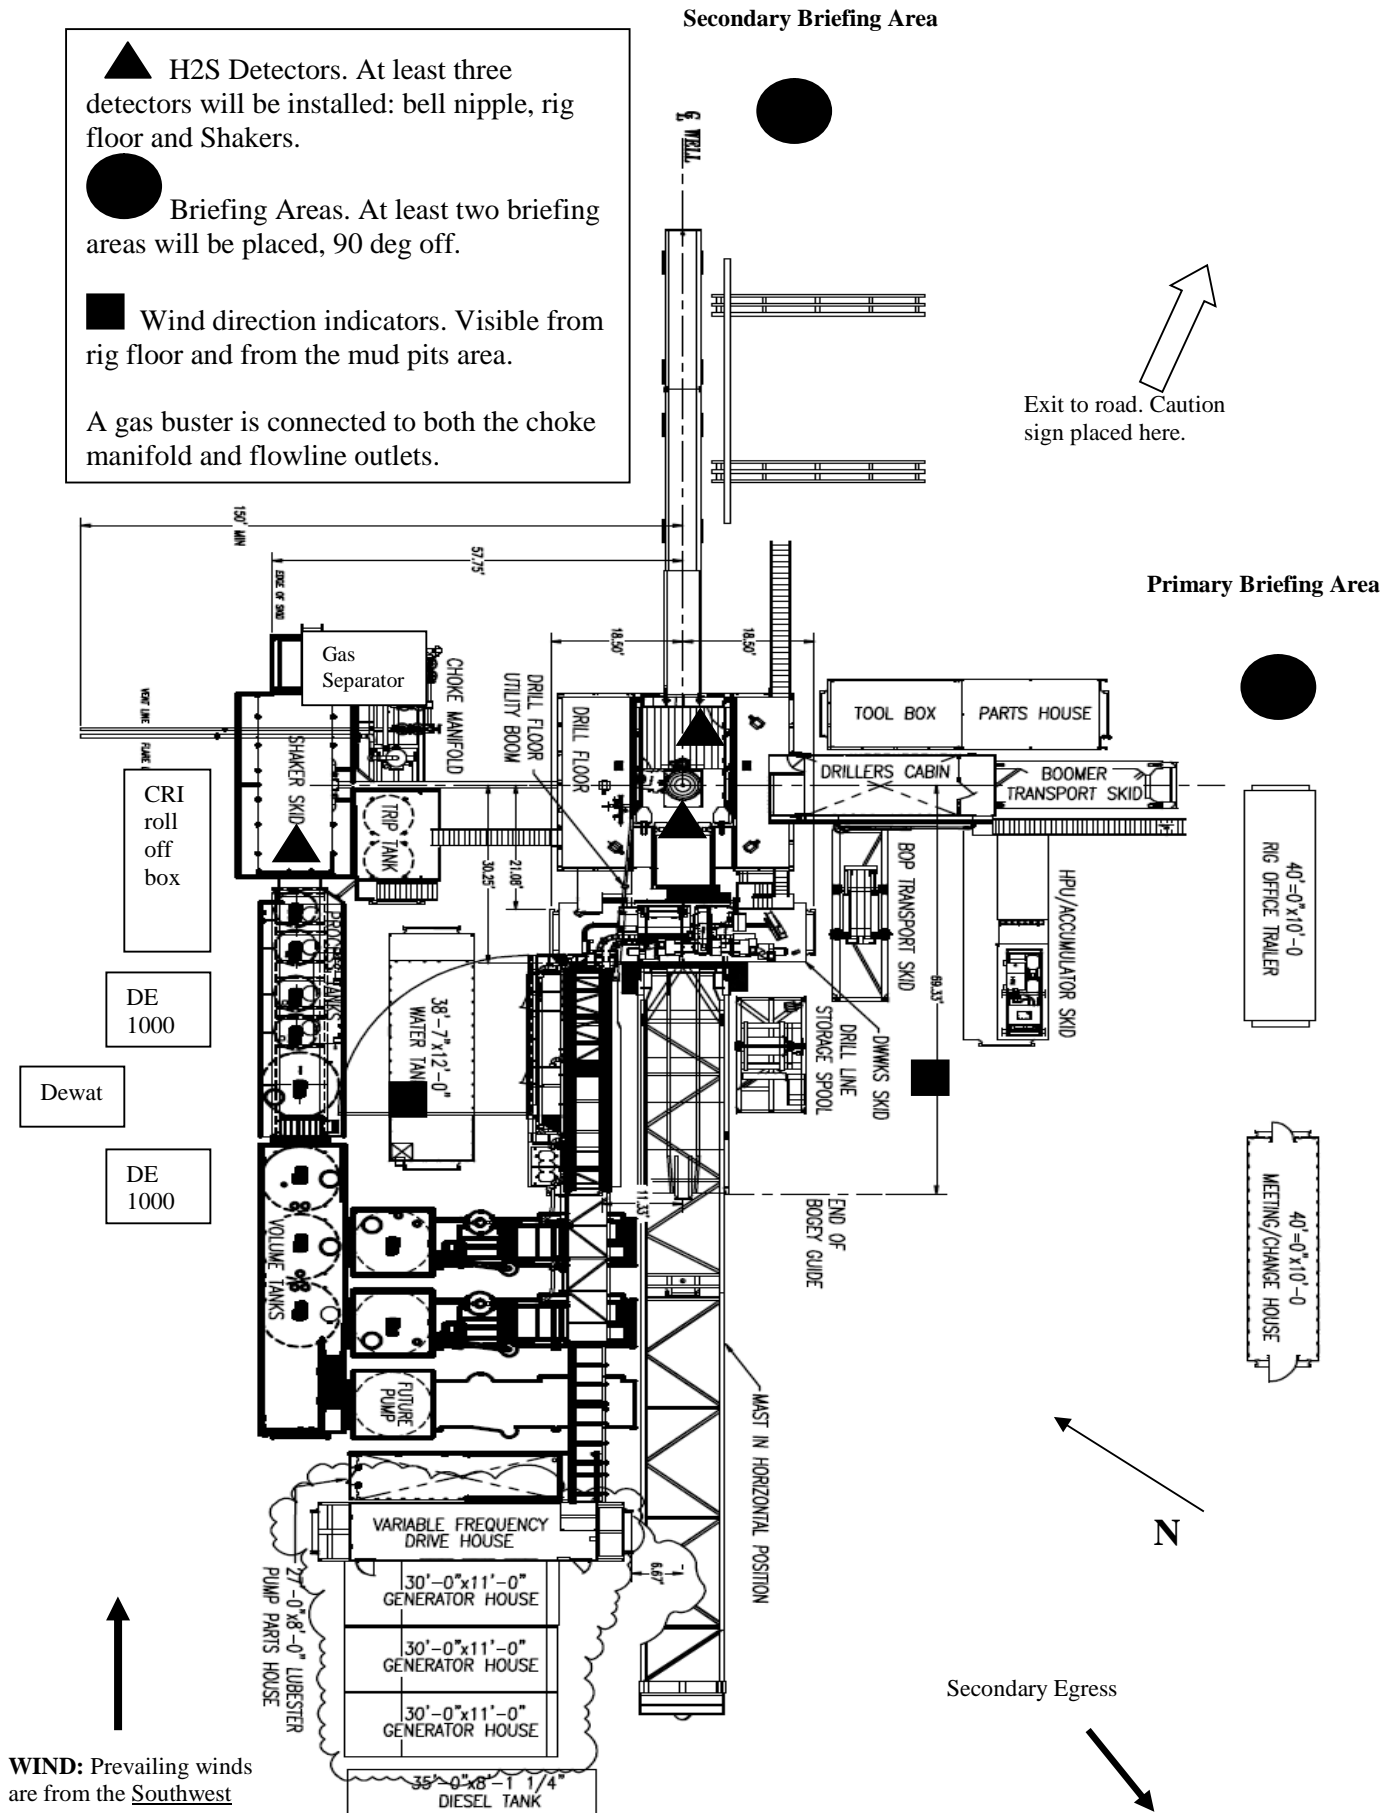 Secondary Briefing Area
H2S Detectors. At least three
detectors will be installed: bell nipple, rig
floor and Shakers.
Briefing Areas. At least two briefing
areas will be placed, 90 deg off.
Wind direction indicators. Visible from
rig floor and from the mud pits area.
A gas buster is connected to both the choke
manifold and flowline outlets.
℄ WELL
Exit to road. Caution
sign placed here.
150' MIN
57.75'
EDGE OF SKID
Primary Briefing Area
18.50'
18.50'
Gas
Separator
CHOKE MANIFOLD
DRILL FLOOR
UTILITY BOOM
DRILL FLOOR
VENT LINE
FLARE
SHAKER SKID
TOOL BOX
PARTS HOUSE
DRILLERS CABIN
BOOMER
TRANSPORT SKID
CRI
roll
off
box
TRIP TANK
30.25'
21.08'
BOP TRANSPORT SKID
HPU/ACCUMULATOR SKID
40'=0"x10'-0
RIG OFFICE TRAILER
PROCESS TANKS
DE
1000
38'-7"x12'-0"
WATER TANK
69.33'
DWWKS SKID
DRILL LINE
STORAGE SPOOL
Dewat
DE
1000
VOLUME TANKS
11.33'
END OF
BOGEY GUIDE
40'=0"x10'-0
MEETING/CHANGE HOUSE
FUTURE
PUMP
MAST IN HORIZONTAL POSITION
N
VARIABLE FREQUENCY
DRIVE HOUSE
6.67'
27'-0"x8'-0" LUBESTER
PUMP PARTS HOUSE
30'-0"x11'-0"
GENERATOR HOUSE
30'-0"x11'-0"
GENERATOR HOUSE
30'-0"x11'-0"
GENERATOR HOUSE
Secondary Egress
WIND: Prevailing winds
are from the Southwest
35'-0"x8'-1 1/4"
DIESEL TANK